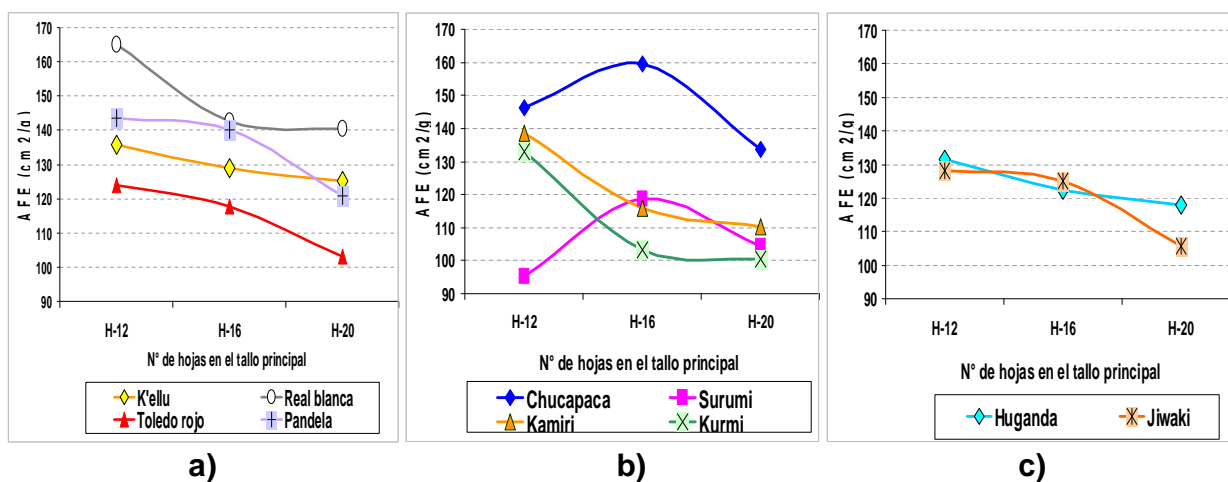 170
160
150
140
130
120
110
100
90
A F E (c m 2 /g)
H-12 H-16 H-20
N° de hojas en el tallo principal
K'ellu Real blanca
Toledo rojo Pandela
a)
170
160
150
140
130
120
110
100
90
A F E (c m 2 /g)
H-12 H-16 H-20
N° de hojas en el tallo principal
Chucapaca Surumi
Kamiri Kurmi
b)
170
160
150
140
130
120
110
100
90
A F E (c m 2 /g)
H-12 H-16 H-20
N° de hojas en el tallo principal
Huganda Jiwaki
c)